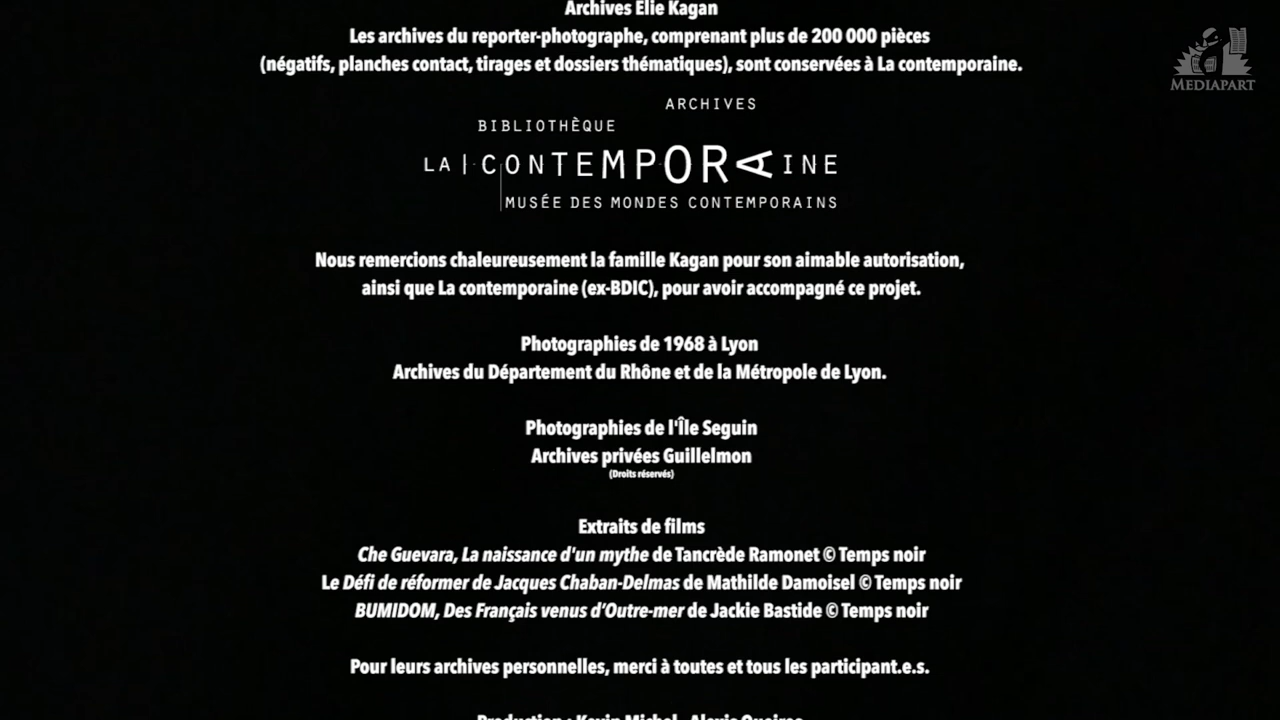 Archives Elie Kagan
Les archives du reporter-photographe, comprenant plus de 200 000 pièces
(négatifs, planches contact, tirages et dossiers thématiques), sont conservées à La contemporaine.
MEDIAPART
ARCHIVES
BIBLIOTHÈQUE
LA | CONTEMPORAINE
MUSÉE DES MONDES CONTEMPORAINS
Nous remercions chaleureusement la famille Kagan pour son aimable autorisation,
ainsi que La contemporaine (ex-BDIC), pour avoir accompagné ce projet.
Photographies de 1968 à Lyon
Archives du Département du Rhône et de la Métropole de Lyon.
Photographies de l'Île Seguin
Archives privées Guillelmon
(Droits réservés)
Extraits de films
Che Guevara, La naissance d'un mythe de Tancrède Ramonet © Temps noir
Le Défi de réformer de Jacques Chaban-Delmas de Mathilde Damoisel © Temps noir
BUMIDOM, Des Français venus d'Outre-mer de Jackie Bastide © Temps noir
Pour leurs archives personnelles, merci à toutes et tous les participant.e.s.
Production : Kevin Michel - Alexis Queiros